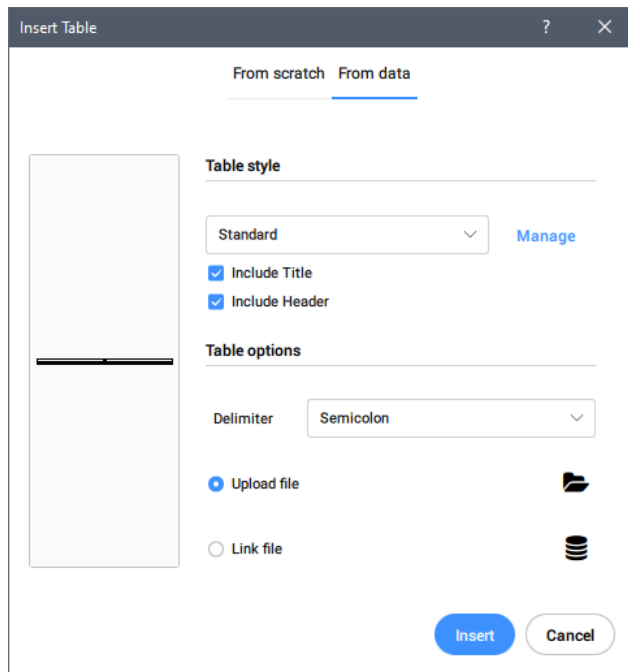 Insert Table ?
From scratch From data
Table style
Standard Manage
Include Title
Include Header
Table options
Delimiter Semicolon
Upload file
Link file
Insert Cancel